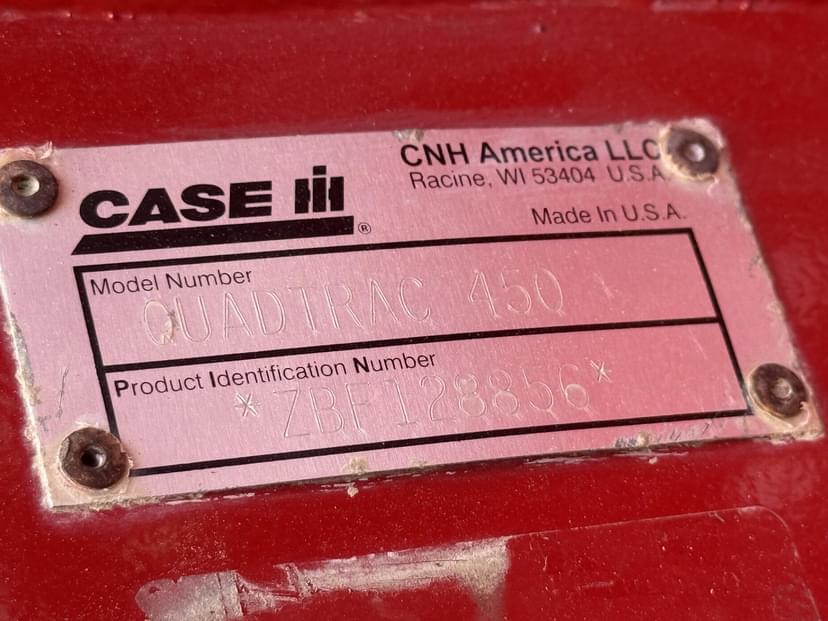 CASE IH®
CNH America LLC
Racine, WI 53404 U.S.A.
Made In U.S.A.
Model Number
QUADTRAC 450
Product Identification Number
*ZBF128856*